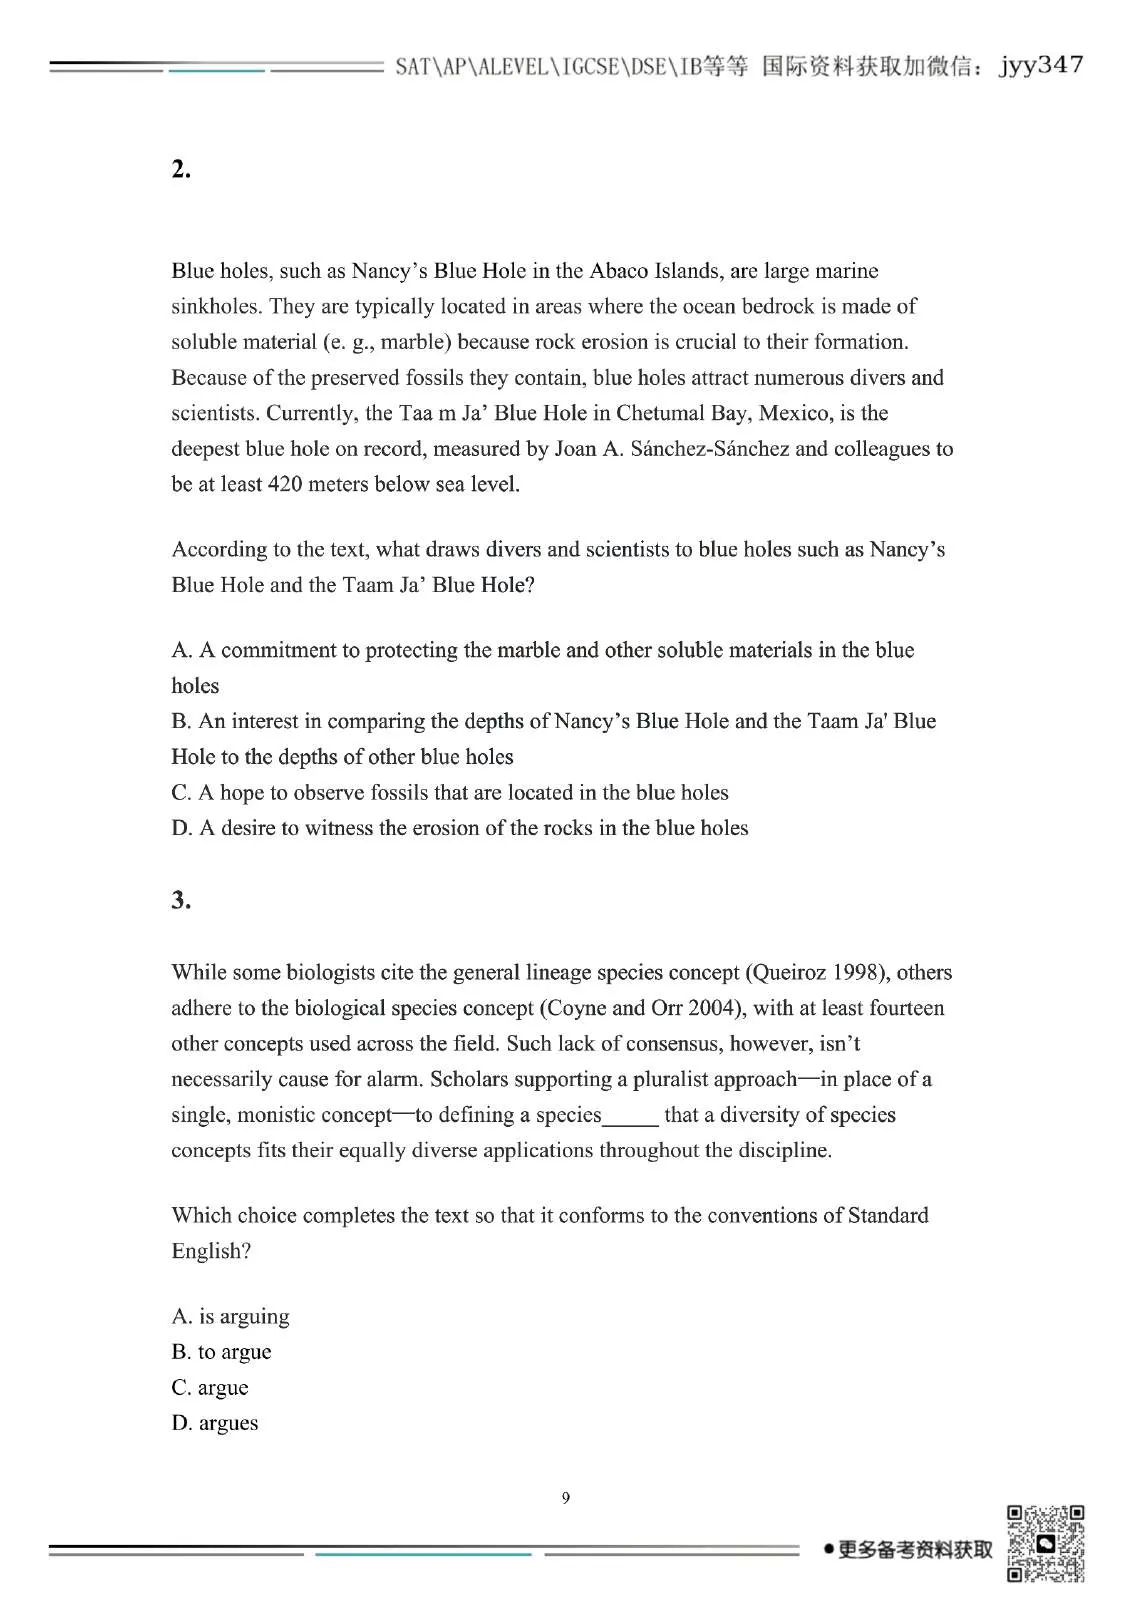 SAT\AP\ALEVEL\IGCSE\DSE\IB等等 国际资料获取加微信：jyy347
2.
Blue holes, such as Nancy’s Blue Hole in the Abaco Islands, are large marine
sinkholes. They are typically located in areas where the ocean bedrock is made of
soluble material (e. g., marble) because rock erosion is crucial to their formation.
Because of the preserved fossils they contain, blue holes attract numerous divers and
scientists. Currently, the Taa m Ja’ Blue Hole in Chetumal Bay, Mexico, is the
deepest blue hole on record, measured by Joan A. Sánchez-Sánchez and colleagues to
be at least 420 meters below sea level.
According to the text, what draws divers and scientists to blue holes such as Nancy’s
Blue Hole and the Taam Ja’ Blue Hole?
A. A commitment to protecting the marble and other soluble materials in the blue
holes
B. An interest in comparing the depths of Nancy’s Blue Hole and the Taam Ja' Blue
Hole to the depths of other blue holes
C. A hope to observe fossils that are located in the blue holes
D. A desire to witness the erosion of the rocks in the blue holes
3.
While some biologists cite the general lineage species concept (Queiroz 1998), others
adhere to the biological species concept (Coyne and Orr 2004), with at least fourteen
other concepts used across the field. Such lack of consensus, however, isn’t
necessarily cause for alarm. Scholars supporting a pluralist approach—in place of a
single, monistic concept—to defining a species_____ that a diversity of species
concepts fits their equally diverse applications throughout the discipline.
Which choice completes the text so that it conforms to the conventions of Standard
English?
A. is arguing
B. to argue
C. argue
D. argues
9
●更多备考资料获取